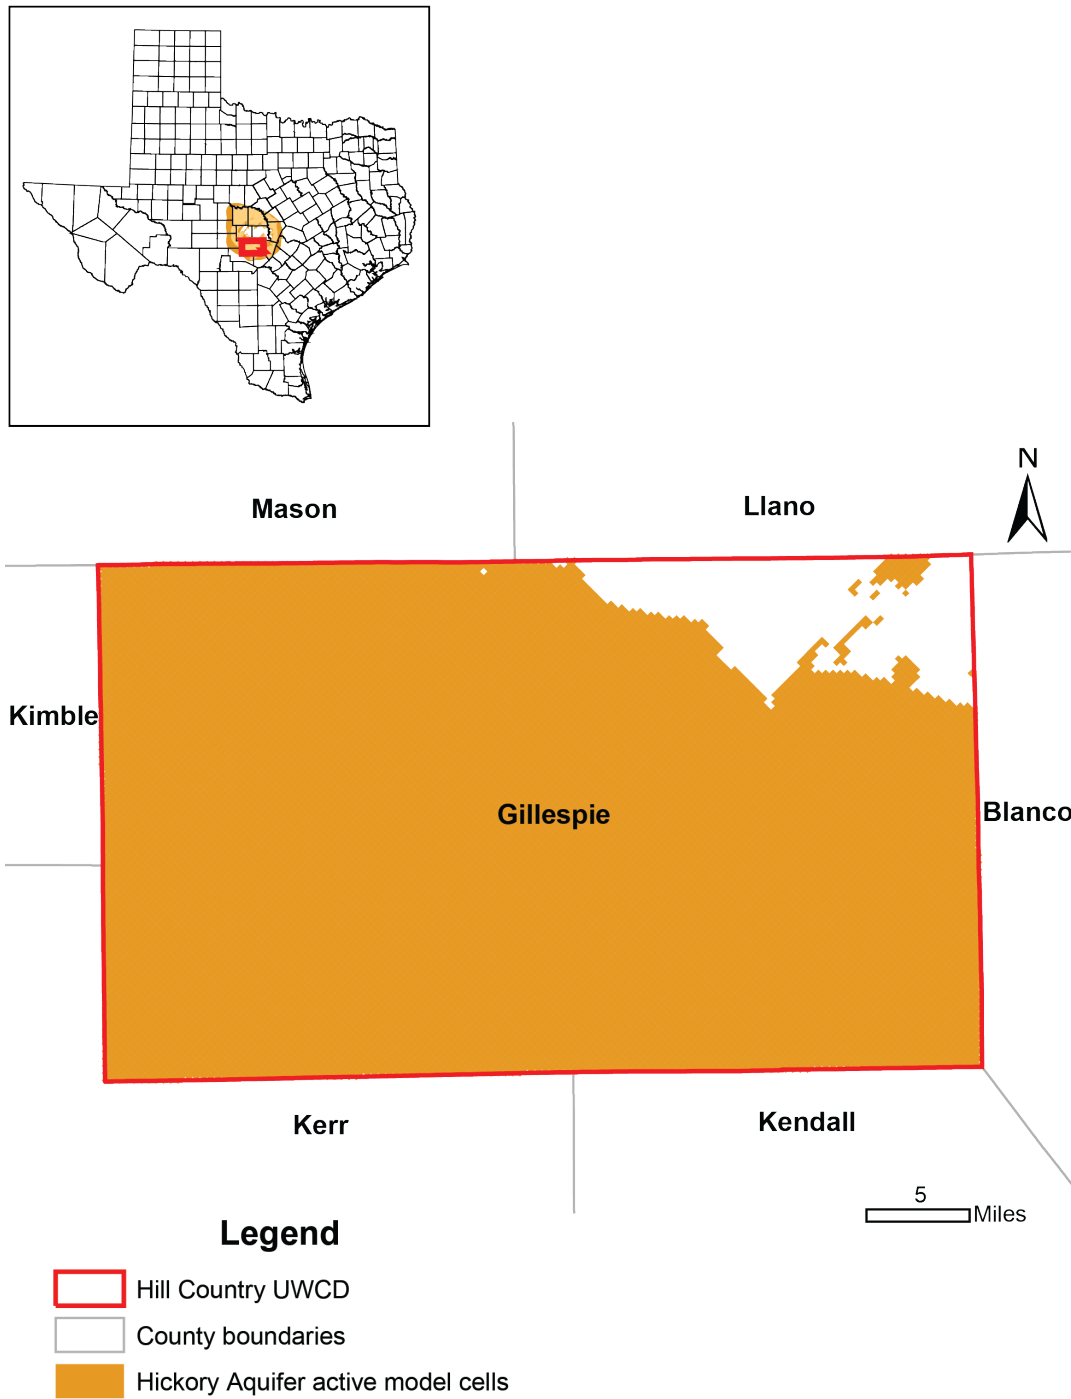 N
Mason
Llano
Kimble
Gillespie
Blanco
Kerr
Kendall
5
Miles
Legend
Hill Country UWCD
County boundaries
Hickory Aquifer active model cells